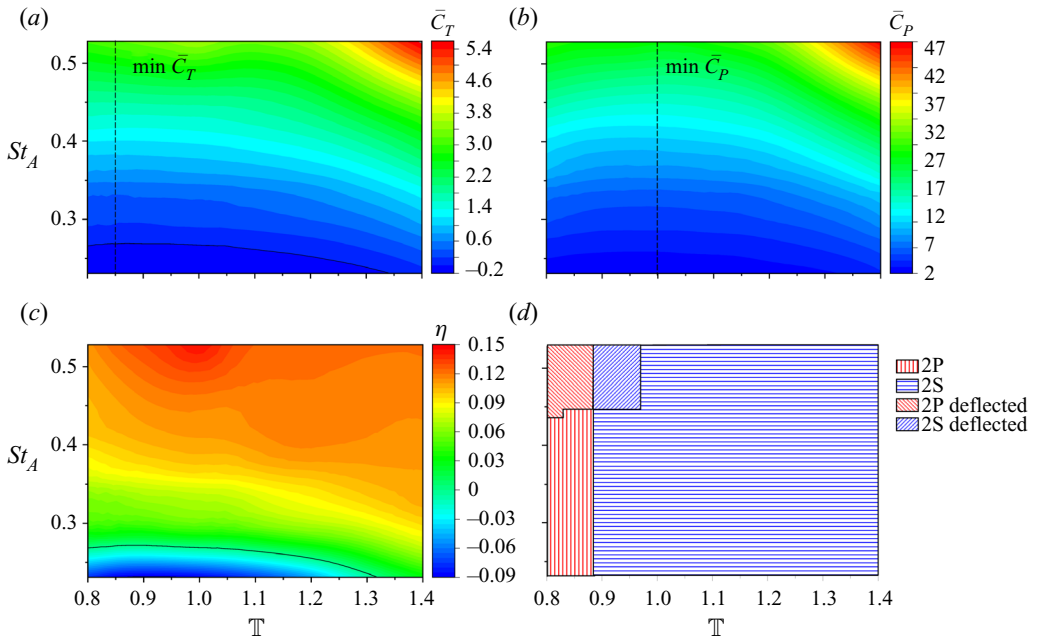 (a)
C̄_T
5.4
4.6
3.8
3.0
2.2
1.4
0.6
–0.2
min C̄_T
0.5
0.4
0.3
St_A
(b)
C̄_P
47
42
37
32
27
17
12
7
2
min C̄_P
(c)
η
0.15
0.12
0.09
0.06
0.03
0
–0.03
–0.06
–0.09
0.5
0.4
0.3
St_A
0.8 0.9 1.0 1.1 1.2 1.3 1.4
𝕋
(d)
2P
2S
2P deflected
2S deflected
0.8 0.9 1.0 1.1 1.2 1.3 1.4
𝕋